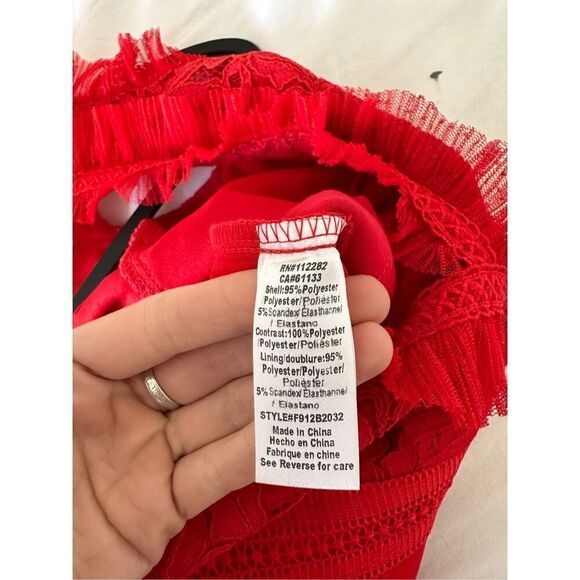 RN#112282
CA#61133
Shell:95%Polyester
/Polyester/Poliéster
5%Spandex/Elasthanne/
/ Elastano
Contrast:100%Polyester
/Polyester/Poliéster
Lining/doublure:95%
Polyester/Polyester/
Poliéster
5%Spandex/Elasthanne/
/ Elastano
STYLE#F912B2032
Made in China
Hecho en China
Fabrique en chine
See Reverse for care